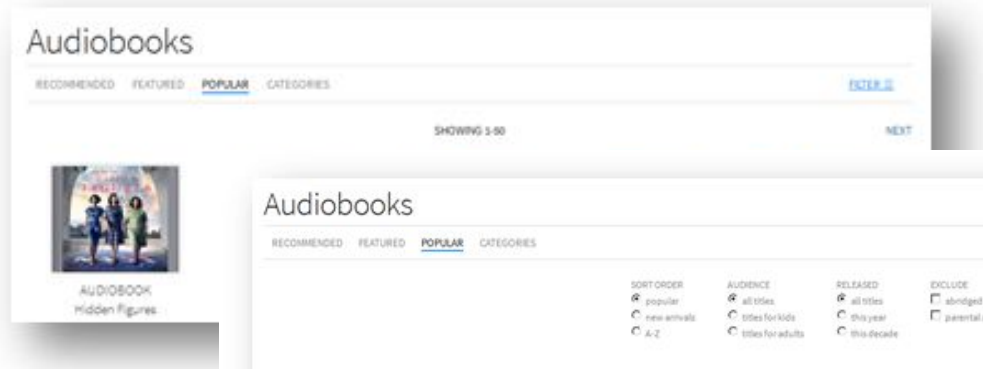 Audiobooks
RECOMMENDED FEATURED POPULAR CATEGORIES FILTER
SHOWING 1-50 NEXT
AUDIOBOOK
Hidden Figures
Audiobooks
RECOMMENDED FEATURED POPULAR CATEGORIES
SORT ORDER AUDIENCE RELEASED EXCLUDE
popular all titles all titles abridged
new arrivals titles for kids this year parental
A-Z titles for adults this decade